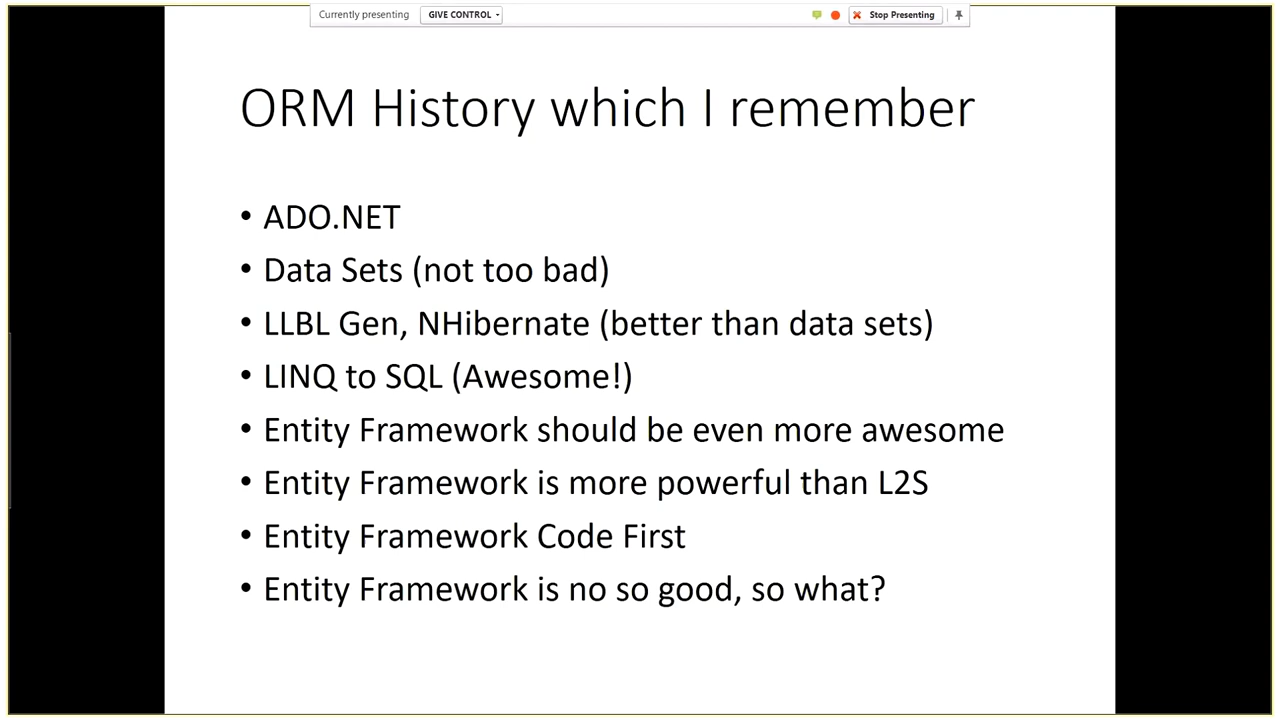 Currently presenting GIVE CONTROL Stop Presenting
ORM History which I remember
• ADO.NET
• Data Sets (not too bad)
• LLBL Gen, NHibernate (better than data sets)
• LINQ to SQL (Awesome!)
• Entity Framework should be even more awesome
• Entity Framework is more powerful than L2S
• Entity Framework Code First
• Entity Framework is no so good, so what?